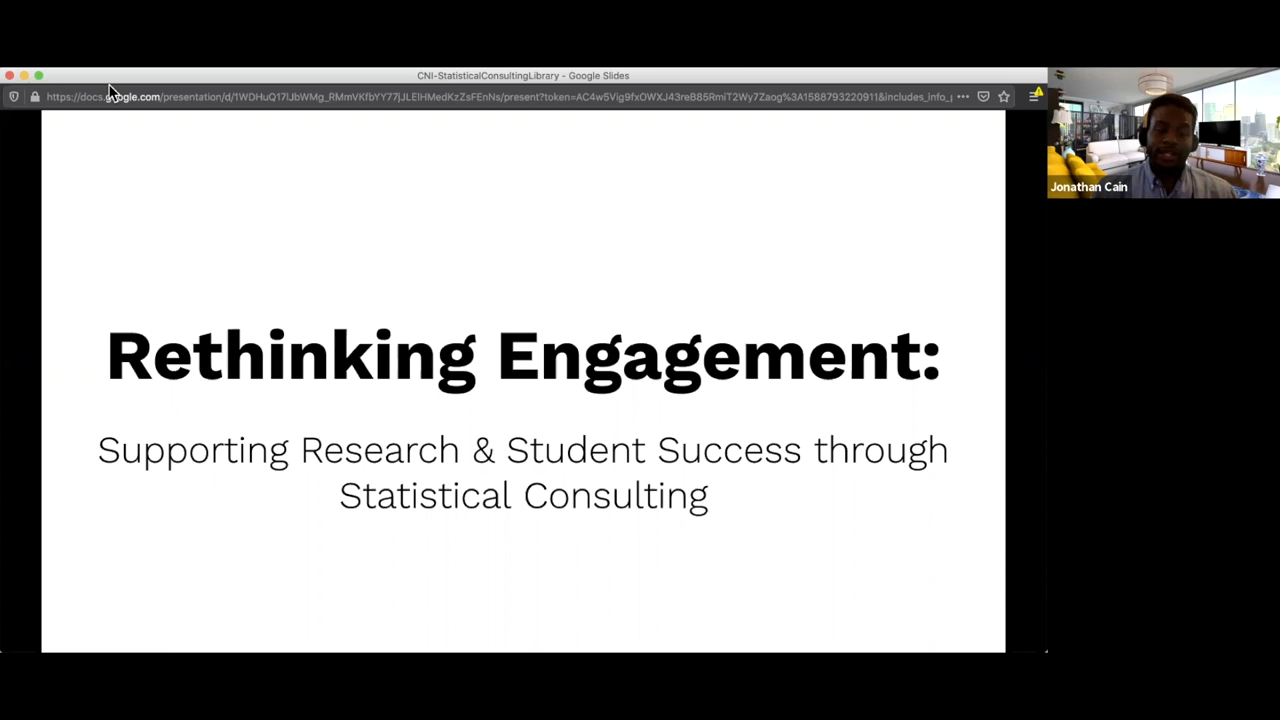 CNI-StatisticalConsultingLibrary - Google Slides
Jonathan Cain
Rethinking Engagement:
Supporting Research & Student Success through
Statistical Consulting